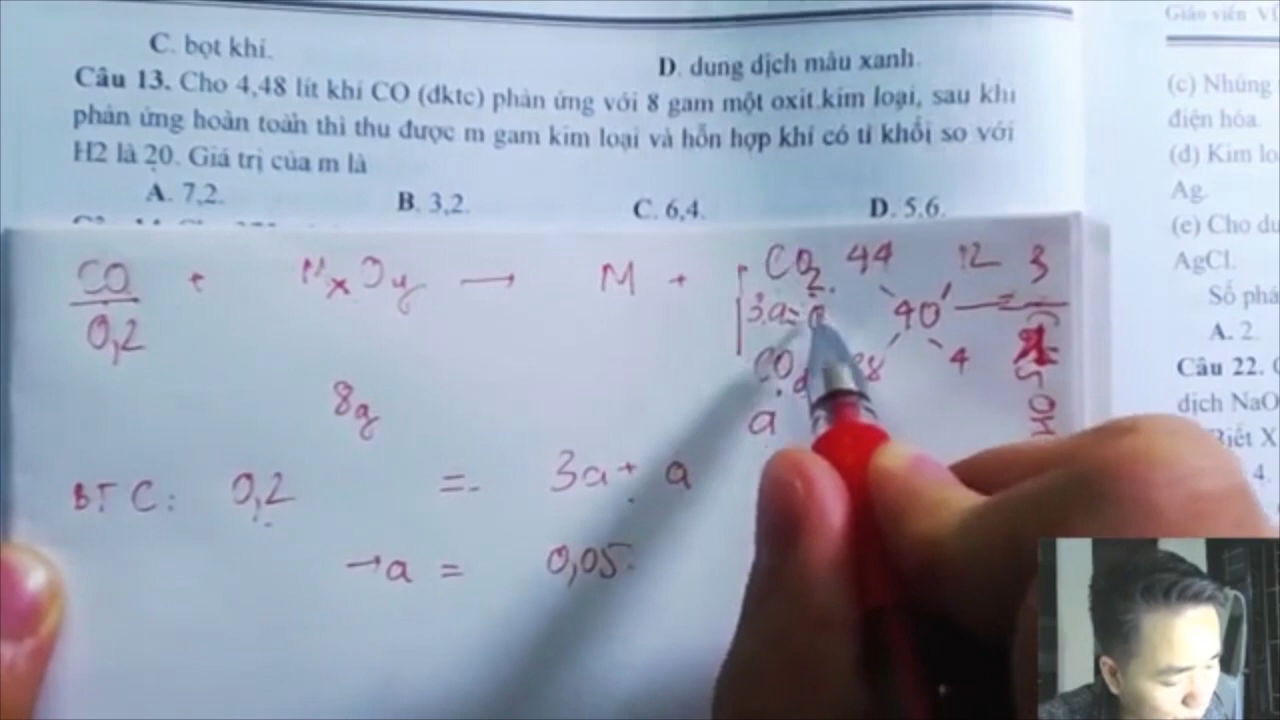 Giáo viên
C. bọt khí.
D. dung dịch màu xanh.
Câu 13. Cho 4,48 lít khí CO (đktc) phản ứng với 8 gam một oxit kim loại, sau khi
phản ứng hoàn toàn thì thu được m gam kim loại và hỗn hợp khí có tỉ khối so với
H2 là 20. Giá trị của m là
A. 7,2.
B. 3,2.
C. 6,4.
D. 5,6.
(c) Những
điện hóa.
(d) Kim lo
Ag.
(e) Cho du
AgCl.
Số phá
A. 2.
Câu 22.
dịch NaO
Biết X
4.
CO + MxOy → M + CO2 44 12 3
0,2 3a = 0 40 =
CO 28 4
8g a
BTC: 0,2 = 3a + a
→ a = 0,05